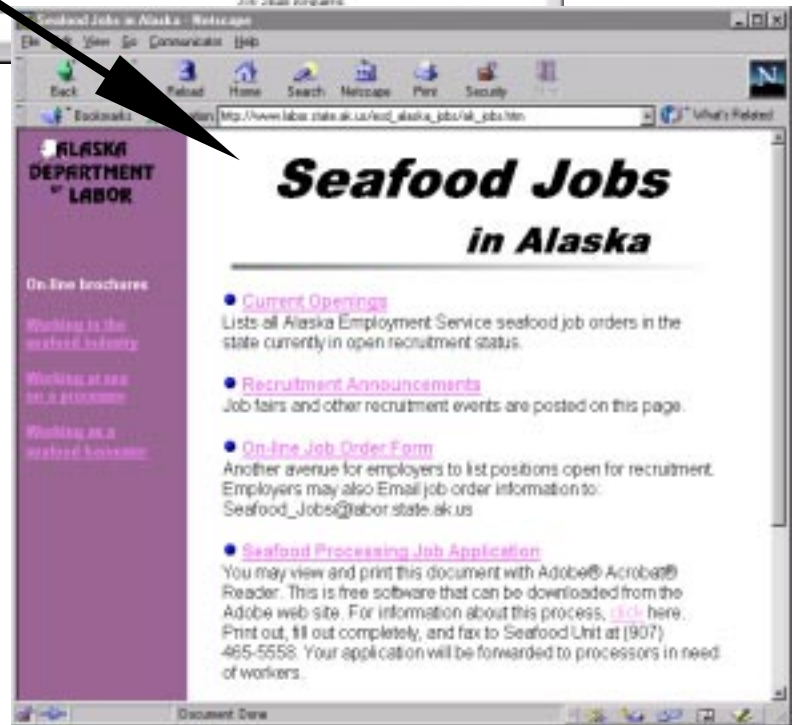 Seafood Jobs in Alaska - Netscape
View Go Communicator Help
Back Reload Home Search Netscape Print Security
Bookmarks http://www.labor.state.ak.us/esd_alaska_jobs/ak_jobs.htm What's Related
ALASKA
DEPARTMENT
OF LABOR
Seafood Jobs
in Alaska
On-line brochures
Working in the
seafood industry
Working at sea
on a processor
Working as a
seafood harvester
Current Openings
Lists all Alaska Employment Service seafood job orders in the
state currently in open recruitment status.
Recruitment Announcements
Job fairs and other recruitment events are posted on this page.
On-line Job Order Form
Another avenue for employers to list positions open for recruitment.
Employers may also Email job order information to:
Seafood_Jobs@labor.state.ak.us
Seafood Processing Job Application
You may view and print this document with Adobe® Acrobat®
Reader. This is free software that can be downloaded from the
Adobe web site. For information about this process, click here.
Print out, fill out completely, and fax to Seafood Unit at (907)
465-5558. Your application will be forwarded to processors in need
of workers.
Document: Done